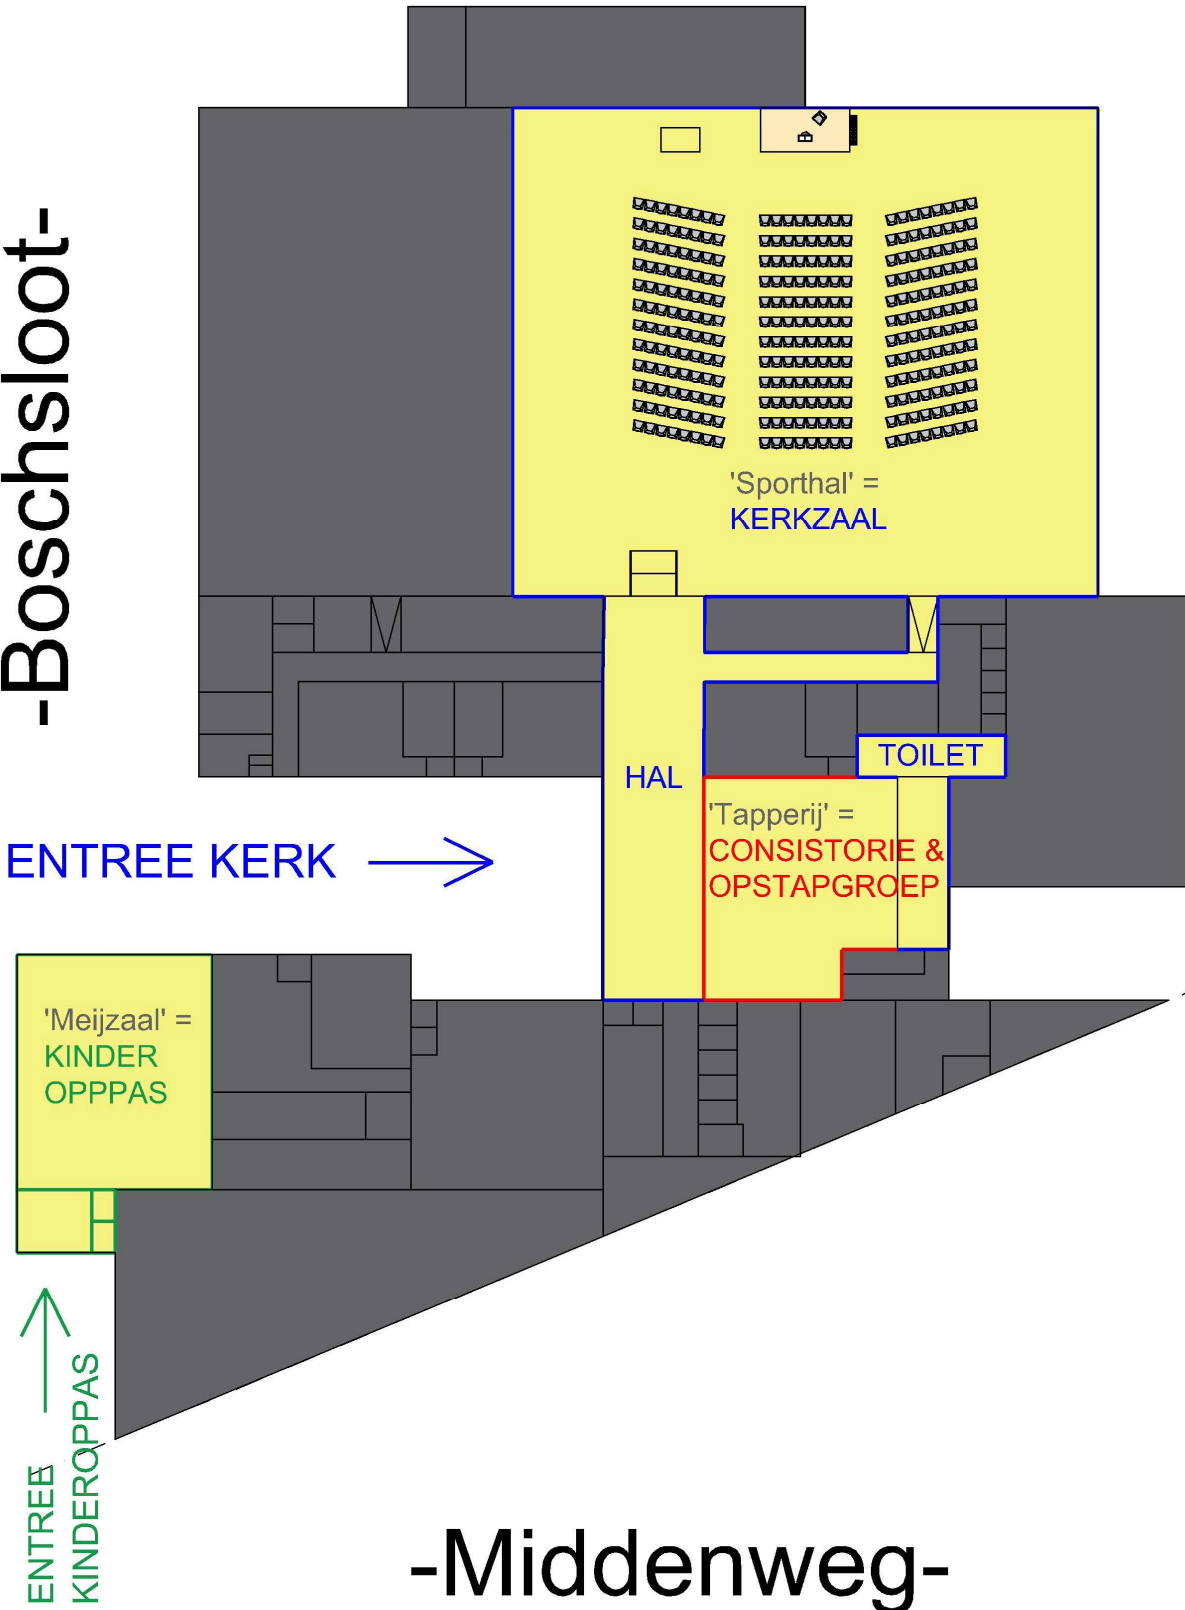 -Boschsloot-
'Sporthal' =
KERKZAAL
HAL
TOILET
'Tapperij' =
CONSISTORIE &
OPSTAPGROEP
ENTREE KERK
'Meijzaal' =
KINDER
OPPPAS
ENTREE
KINDEROPPAS
-Middenweg-